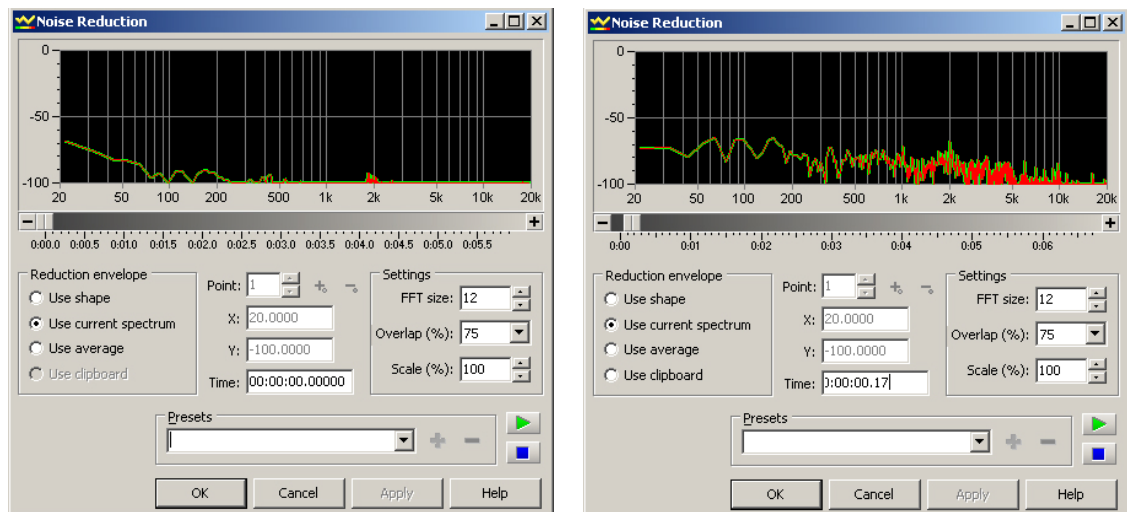 Noise Reduction
0
-50
-100
20 50 100 200 500 1k 2k 5k 10k 20k
0:00.0 0:00.5 0:01.0 0:01.5 0:02.0 0:02.5 0:03.0 0:03.5 0:04.0 0:04.5 0:05.0 0:05.5
Reduction envelope
Use shape
Use current spectrum
Use average
Use clipboard
Point: 1
X: 20.0000
Y: -100.0000
Time: 00:00:00.00000
Settings
FFT size: 12
Overlap (%): 75
Scale (%): 100
Presets
OK Cancel Apply Help
Noise Reduction
0
-50
-100
20 50 100 200 500 1k 2k 5k 10k 20k
0:00 0:01 0:02 0:03 0:04 0:05 0:06
Reduction envelope
Use shape
Use current spectrum
Use average
Use clipboard
Point: 1
X: 20.0000
Y: -100.0000
Time: 0:00:00.17
Settings
FFT size: 12
Overlap (%): 75
Scale (%): 100
Presets
OK Cancel Apply Help